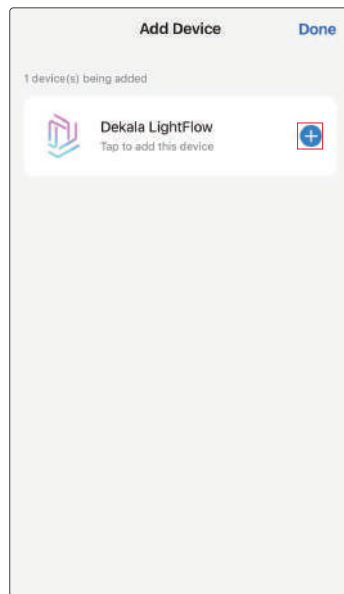 Add Device
Done
1 device(s) being added
Dekala LightFlow
Tap to add this device